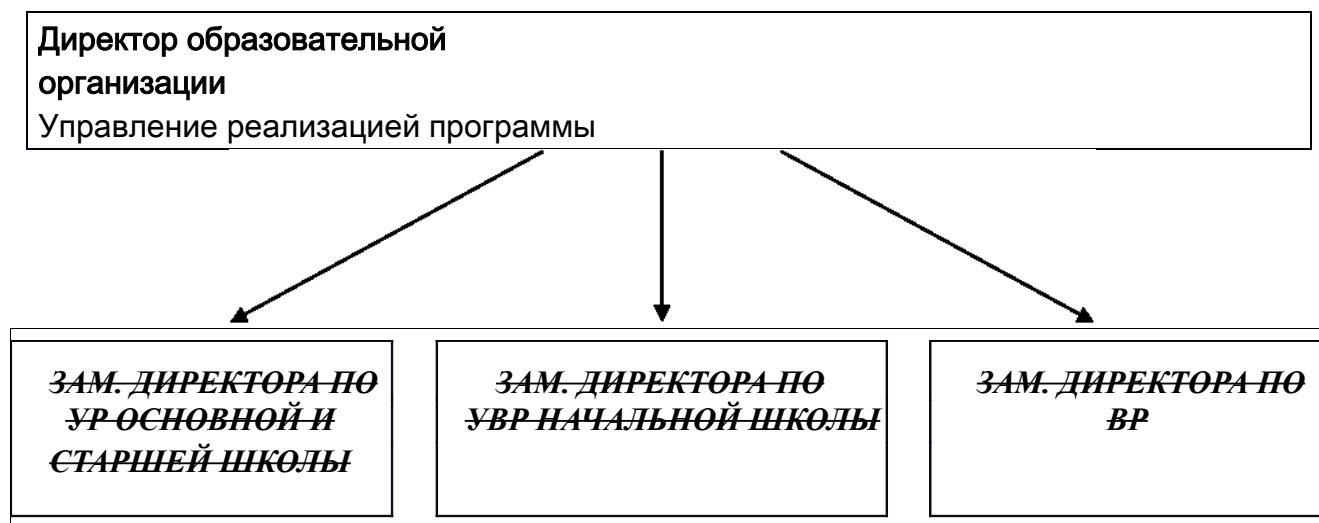 Директор образовательной
организации
Управление реализацией программы
ЗАМ. ДИРЕКТОРА ПО
УР ОСНОВНОЙ И
СТАРШЕЙ ШКОЛЫ
ЗАМ. ДИРЕКТОРА ПО
УВР НАЧАЛЬНОЙ ШКОЛЫ
ЗАМ. ДИРЕКТОРА ПО
ВР